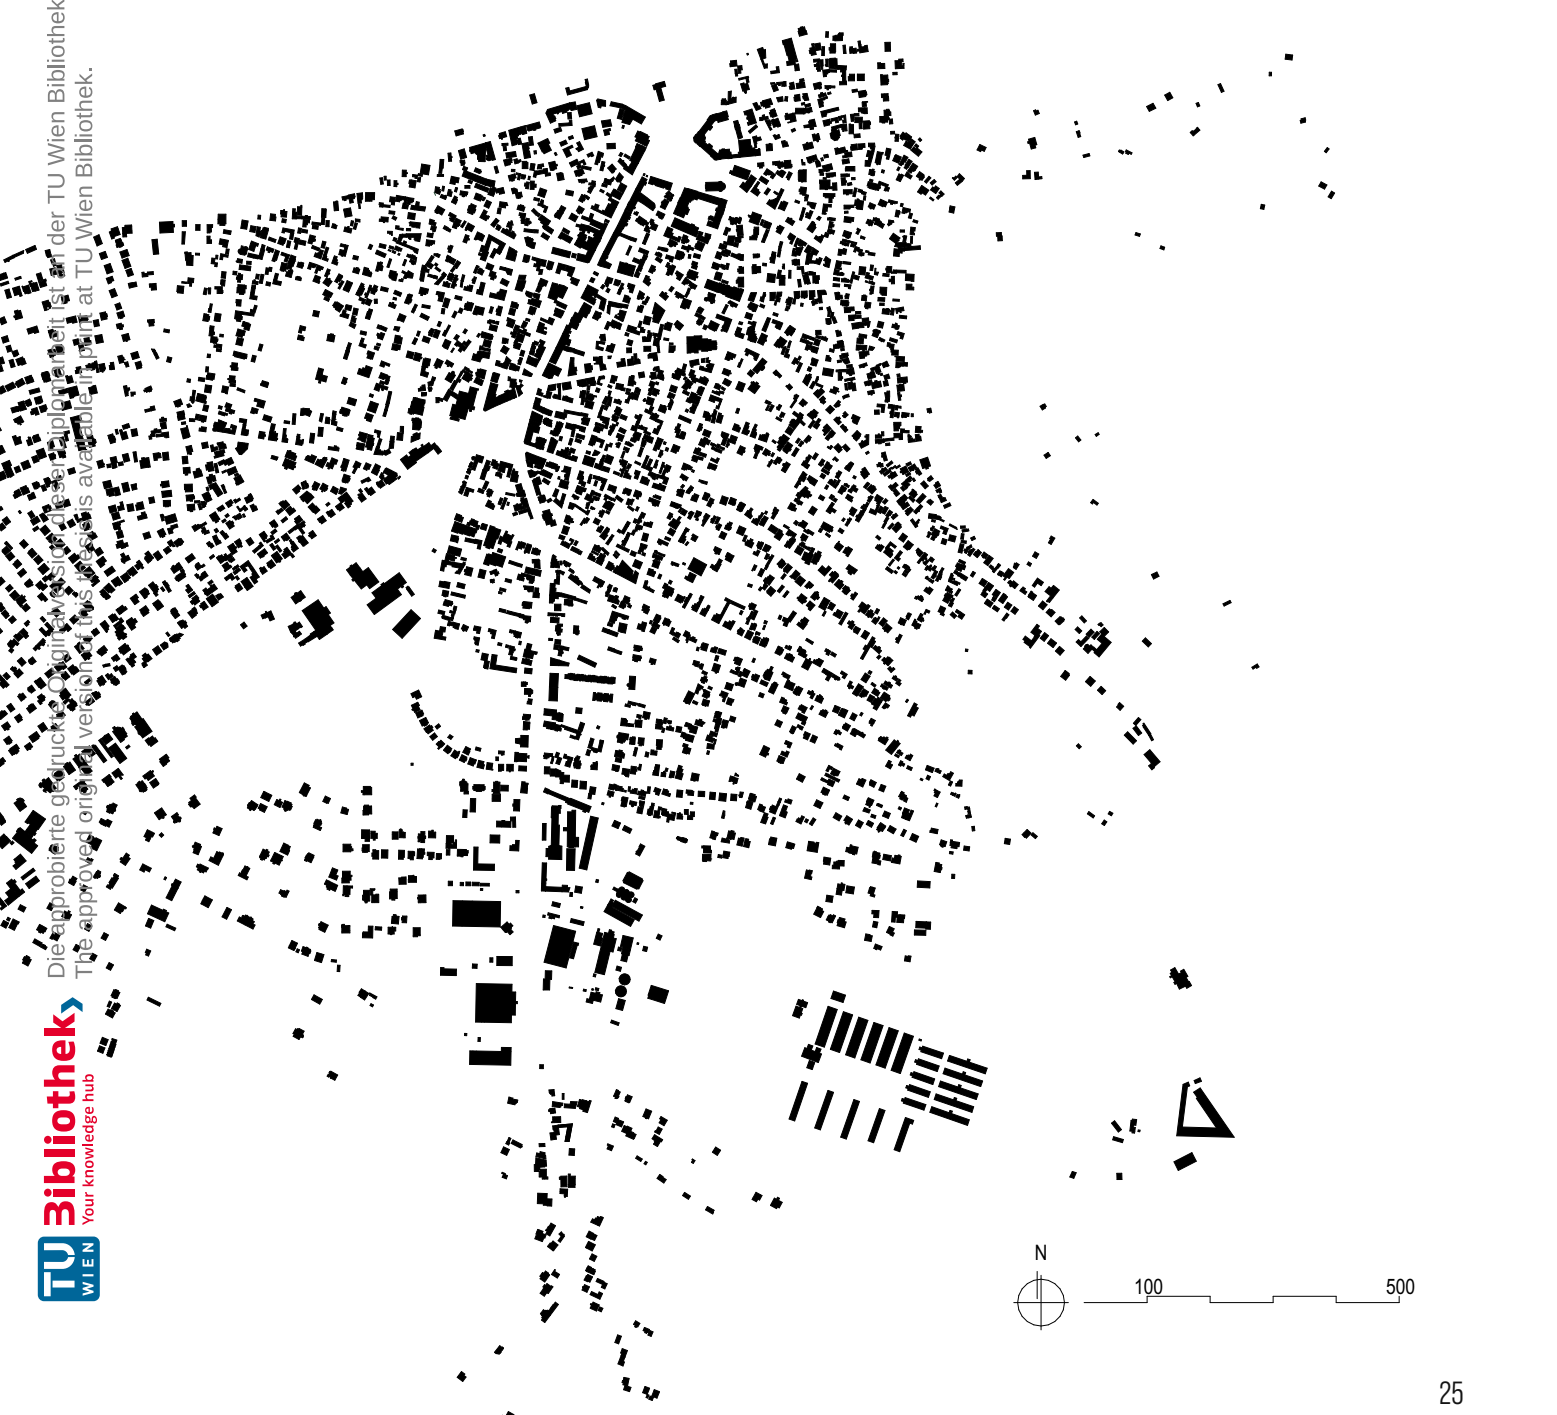 Die approbierte gedruckte Originalversion dieser Diplomarbeit ist an der TU Wien Bibliothek
The approved original version of this thesis is available in print at TU Wien Bibliothek.
Bibliothek
Your knowledge hub
TU
WIEN
N
100 500
25